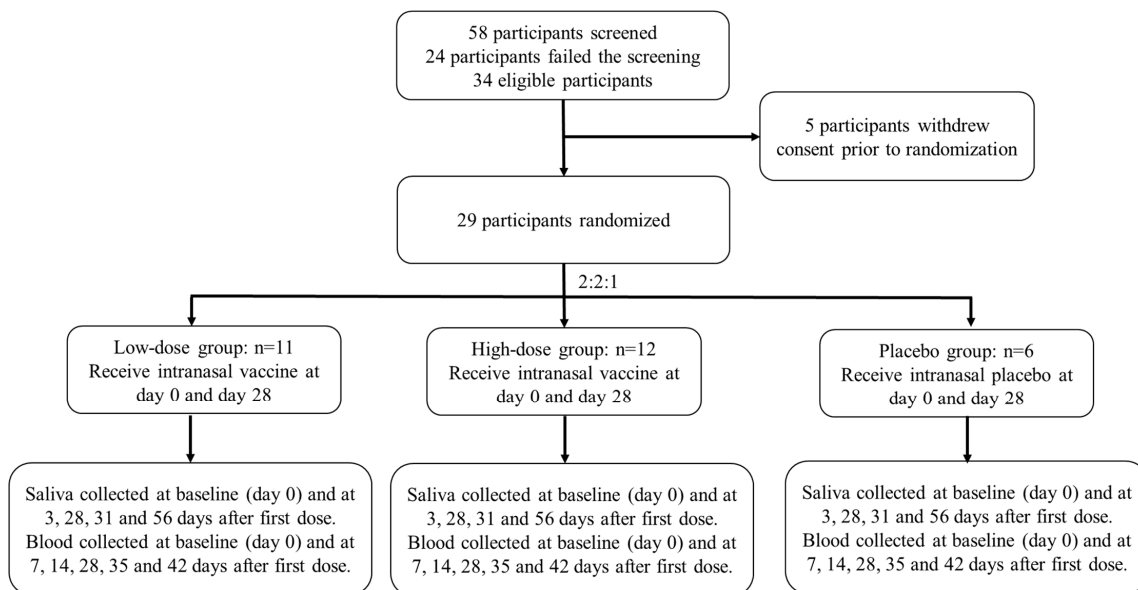 58 participants screened
24 participants failed the screening
34 eligible participants
5 participants withdrew
consent prior to randomization
29 participants randomized
2:2:1
Low-dose group: n=11
Receive intranasal vaccine at
day 0 and day 28
High-dose group: n=12
Receive intranasal vaccine at
day 0 and day 28
Placebo group: n=6
Receive intranasal placebo at
day 0 and day 28
Saliva collected at baseline (day 0) and at
3, 28, 31 and 56 days after first dose.
Blood collected at baseline (day 0) and at
7, 14, 28, 35 and 42 days after first dose.
Saliva collected at baseline (day 0) and at
3, 28, 31 and 56 days after first dose.
Blood collected at baseline (day 0) and at
7, 14, 28, 35 and 42 days after first dose.
Saliva collected at baseline (day 0) and at
3, 28, 31 and 56 days after first dose.
Blood collected at baseline (day 0) and at
7, 14, 28, 35 and 42 days after first dose.